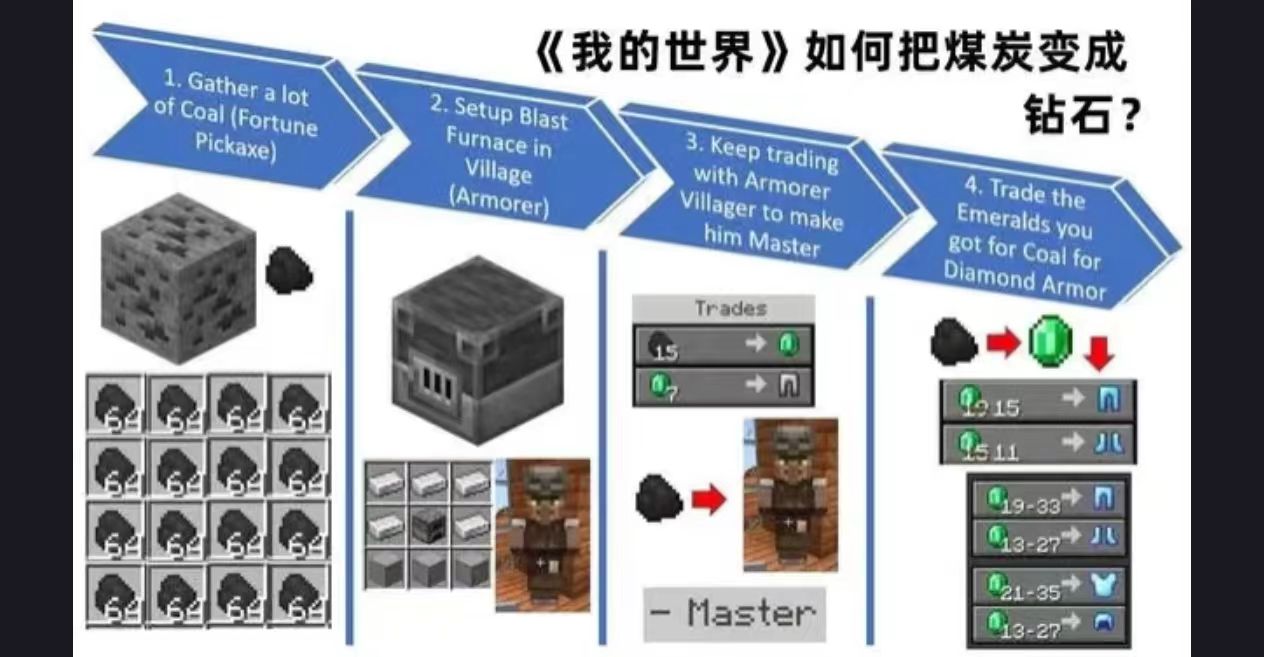 《我的世界》如何把煤炭变成
钻石？
1. Gather a lot
of Coal (Fortune
Pickaxe)
2. Setup Blast
Furnace in
Village
(Armorer)
3. Keep trading
with Armorer
Villager to make
him Master
4. Trade the
Emeralds you
got for Coal for
Diamond Armor
64 64 64 64
64 64 64 64
64 64 64 64
64 64 64 64
Trades
15
7
- Master
19 15
15 11
19-33
13-27
21-35
13-27